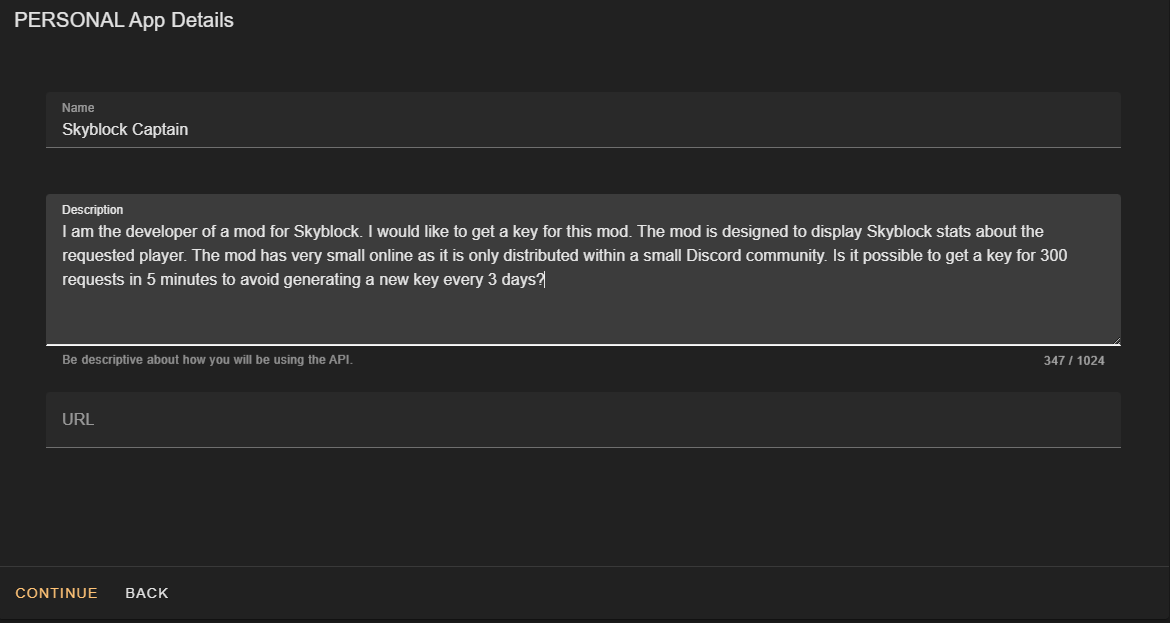 PERSONAL App Details
Name
Skyblock Captain
Description
I am the developer of a mod for Skyblock. I would like to get a key for this mod. The mod is designed to display Skyblock stats about the
requested player. The mod has very small online as it is only distributed within a small Discord community. Is it possible to get a key for 300
requests in 5 minutes to avoid generating a new key every 3 days?
Be descriptive about how you will be using the API.
347 / 1024
URL
CONTINUE BACK